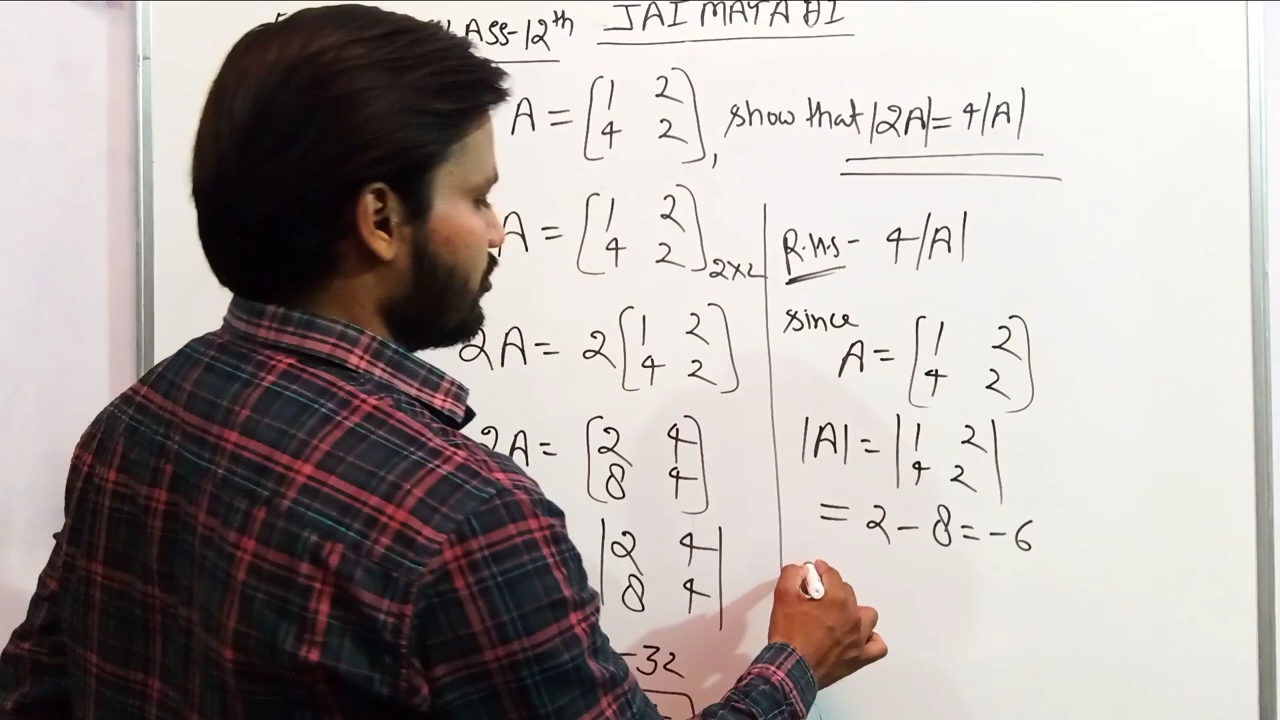 CLASS-12th JAI MATA DI
A = [1 2
4 2], show that |2A| = 4|A|
A = [1 2
4 2]2×2
2A = 2[1 2
4 2]
2A = [2 4
8 4]
|2 4
8 4|
-32
R.H.S - 4|A|
since
A = [1 2
4 2]
|A| = |1 2
4 2|
= 2 - 8 = -6